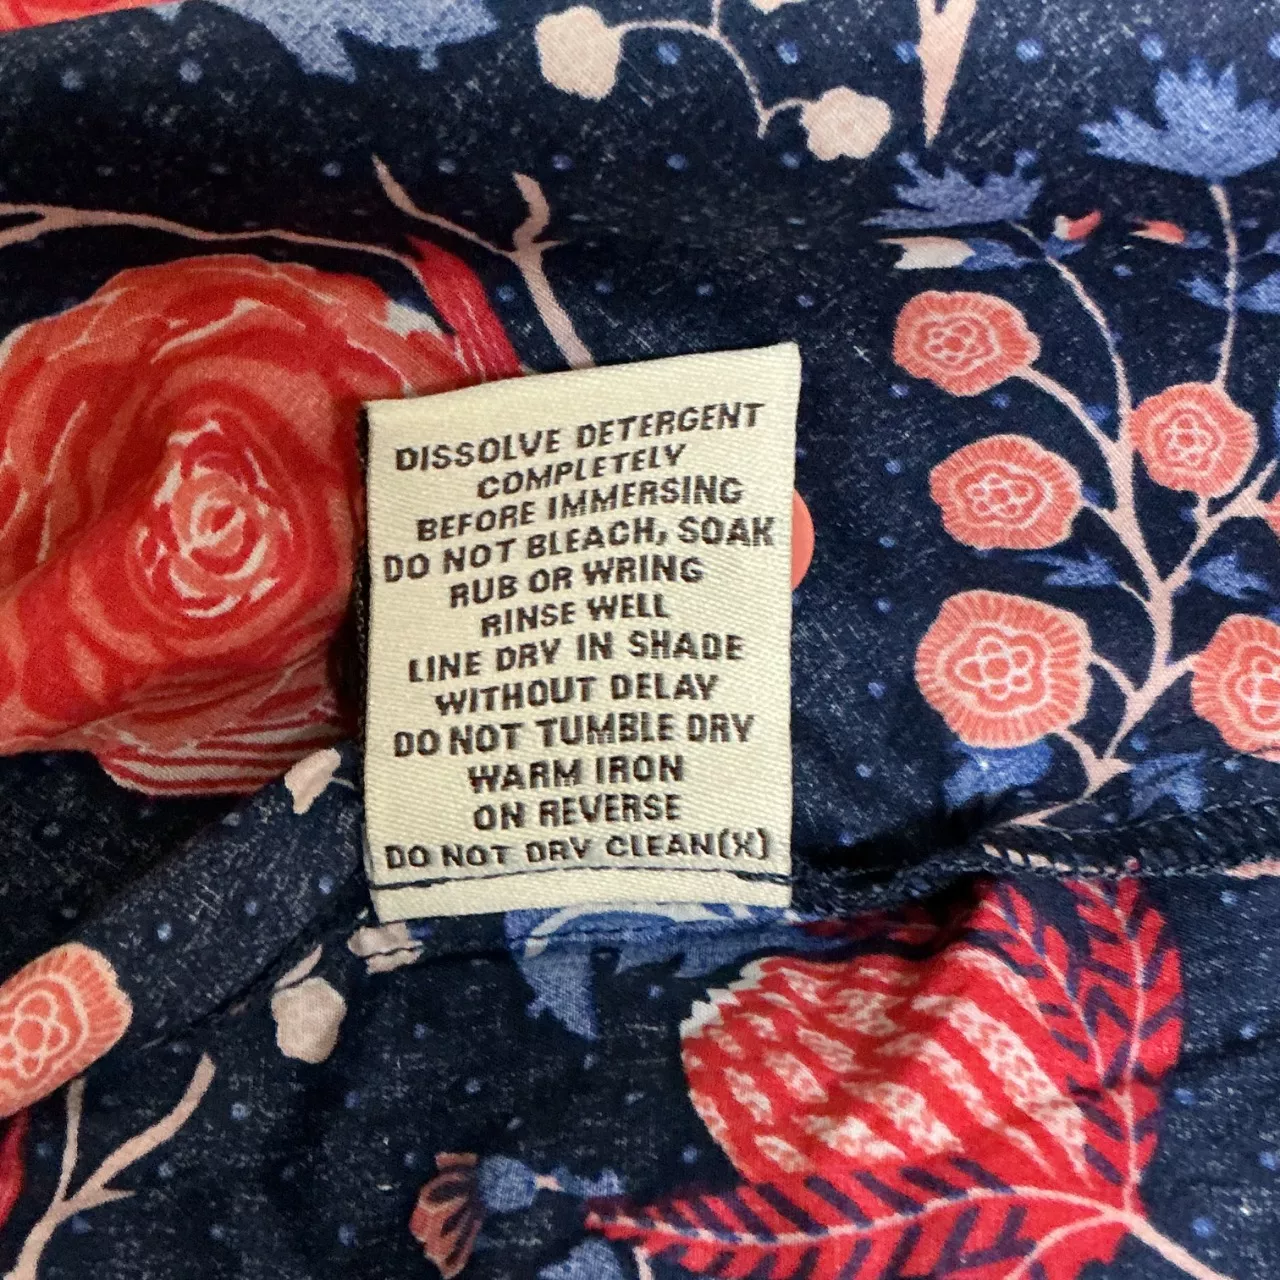 DISSOLVE DETERGENT
COMPLETELY
BEFORE IMMERSING
DO NOT BLEACH, SOAK
RUB OR WRING
RINSE WELL
LINE DRY IN SHADE
WITHOUT DELAY
DO NOT TUMBLE DRY
WARM IRON
ON REVERSE
DO NOT DRY CLEAN(X)